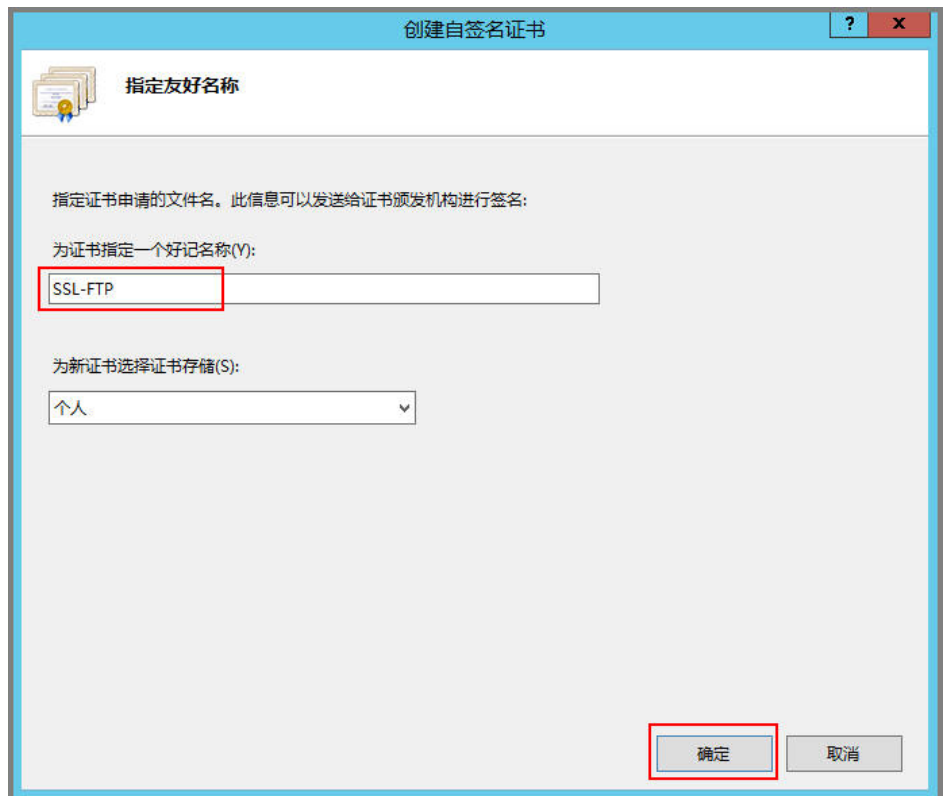 创建自签名证书
? x
指定友好名称
指定证书申请的文件名。此信息可以发送给证书颁发机构进行签名:
为证书指定一个好记名称(Y):
SSL-FTP
为新证书选择证书存储(S):
个人
确定 取消